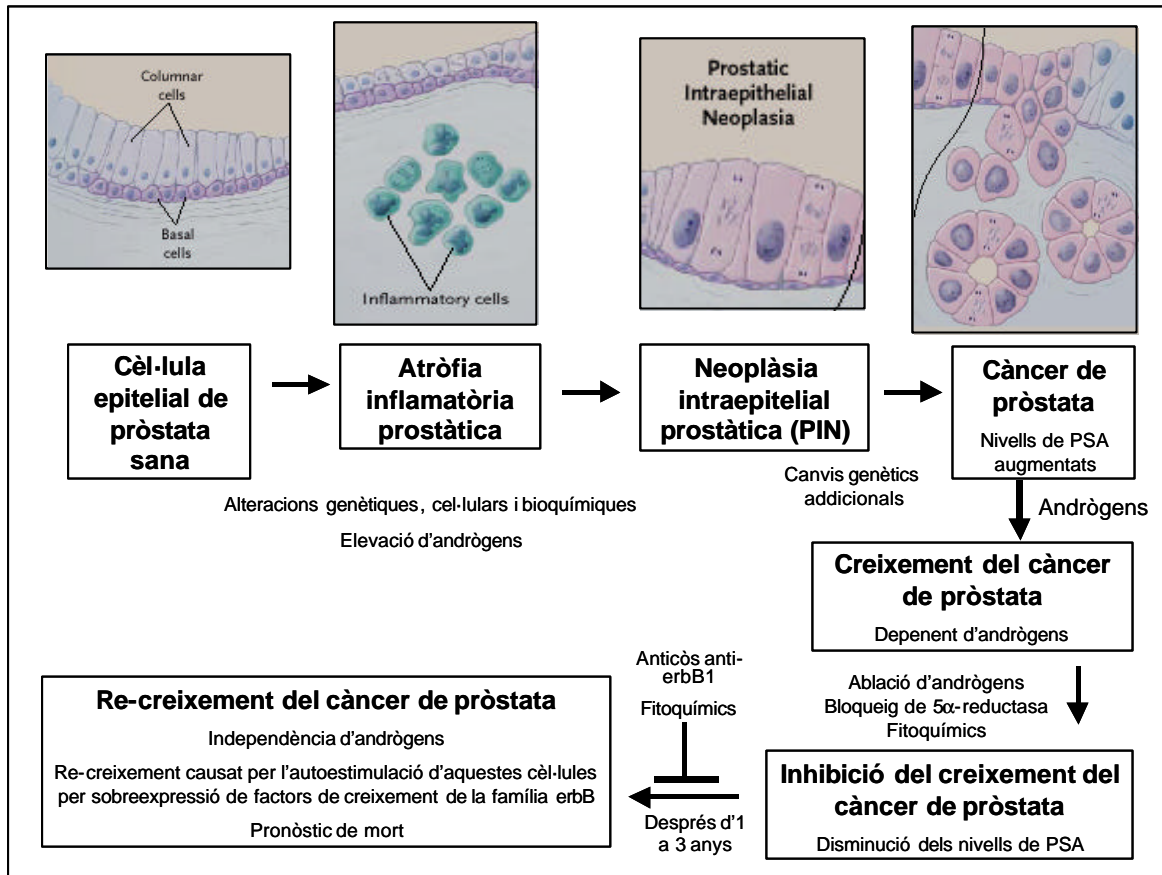 Columnar
cells
Basal
cells
Inflammatory cells
Prostatic
Intraepithelial
Neoplasia
Cèl·lula
epitelial de
pròstata
sana
Atròfia
inflamatòria
prostàtica
Neoplàsia
intraepitelial
prostàtica (PIN)
Càncer de
pròstata
Nivells de PSA
augmentats
Alteracions genètiques, cel·lulars i bioquímiques
Elevació d'andrògens
Canvis genètics
addicionals
Andrògens
Creixement del càncer
de pròstata
Depenent d'andrògens
Ablació d'andrògens
Bloqueig de 5α-reductasa
Fitoquímics
Inhibició del creixement del
càncer de pròstata
Disminució dels nivells de PSA
Anticòs anti-
erbB1
Fitoquímics
Després d'1
a 3 anys
Re-creixement del càncer de pròstata
Independència d'andrògens
Re-creixement causat per l'autoestimulació d'aquestes cèl·lules
per sobreexpressió de factors de creixement de la família erbB
Pronòstic de mort